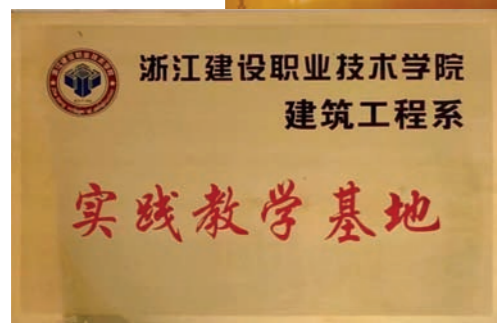 浙江建设职业技术学院
建筑工程系
实践教学基地